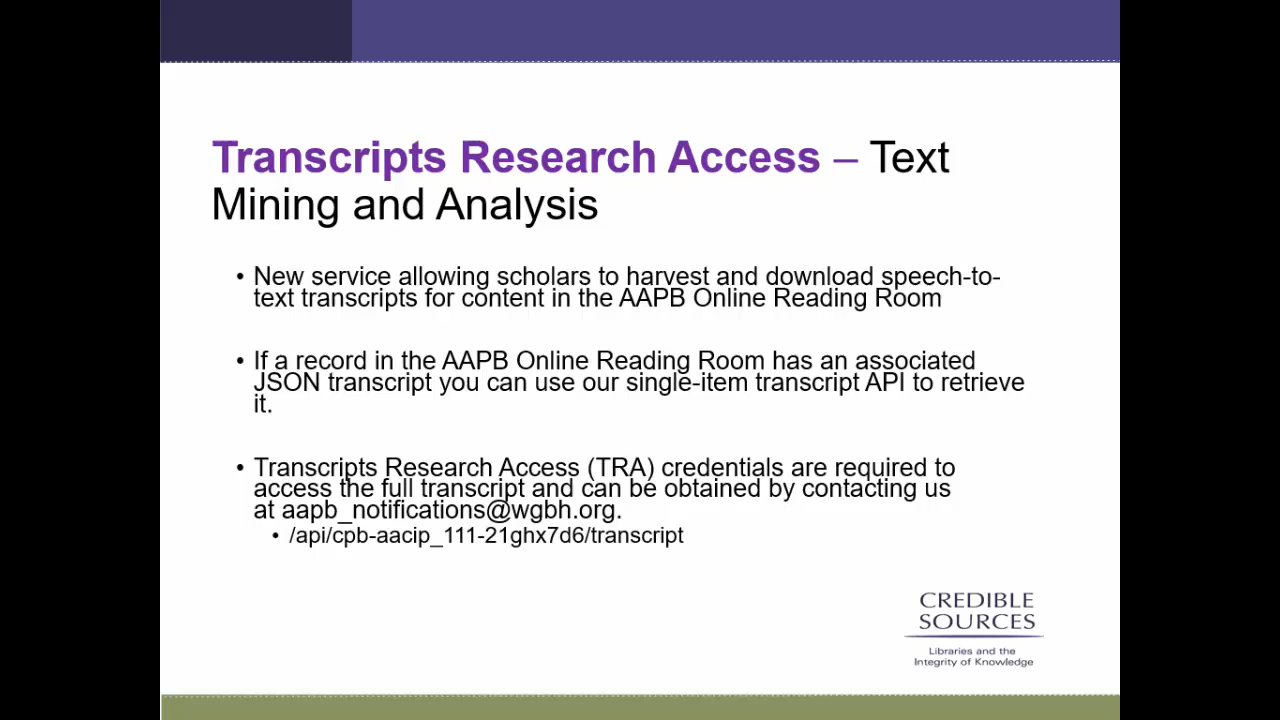 Transcripts Research Access – Text
Mining and Analysis
• New service allowing scholars to harvest and download speech-to-
text transcripts for content in the AAPB Online Reading Room
• If a record in the AAPB Online Reading Room has an associated
JSON transcript you can use our single-item transcript API to retrieve
it.
• Transcripts Research Access (TRA) credentials are required to
access the full transcript and can be obtained by contacting us
at aapb_notifications@wgbh.org.
• /api/cpb-aacip_111-21ghx7d6/transcript
CREDIBLE
SOURCES
Libraries and the
Integrity of Knowledge